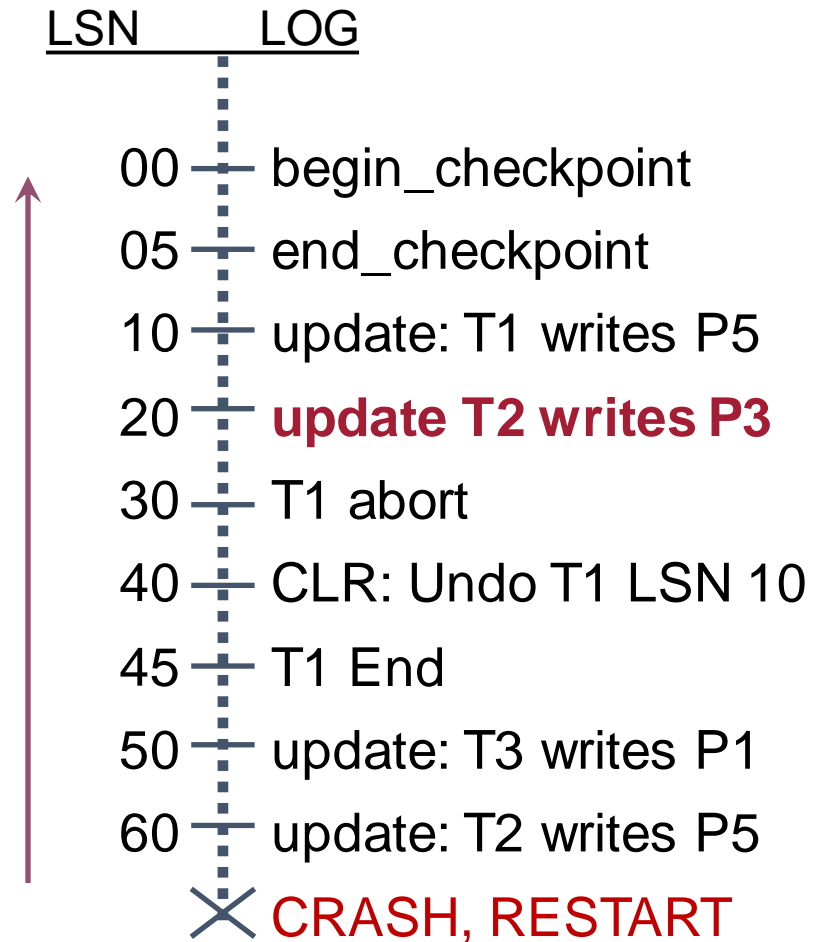 LSN LOG
00 begin_checkpoint
05 end_checkpoint
10 update: T1 writes P5
20 update T2 writes P3
30 T1 abort
40 CLR: Undo T1 LSN 10
45 T1 End
50 update: T3 writes P1
60 update: T2 writes P5
CRASH, RESTART